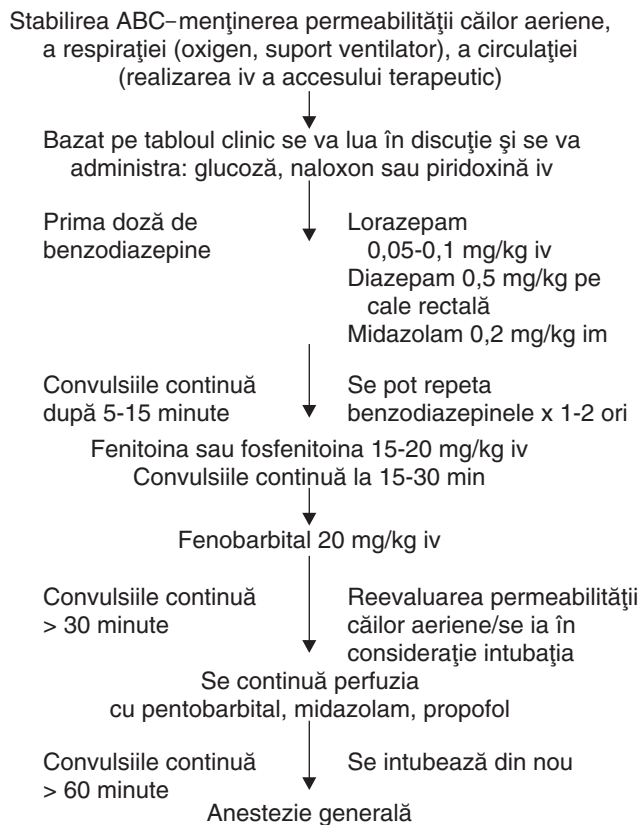 Stabilirea ABC–menţinerea permeabilităţii căilor aeriene,
a respiraţiei (oxigen, suport ventilator), a circulaţiei
(realizarea iv a accesului terapeutic)
Bazat pe tabloul clinic se va lua în discuţie şi se va
administra: glucoză, naloxon sau piridoxină iv
Prima doză de
benzodiazepine
Lorazepam
0,05-0,1 mg/kg iv
Diazepam 0,5 mg/kg pe
cale rectală
Midazolam 0,2 mg/kg im
Convulsiile continuă
după 5-15 minute
Se pot repeta
benzodiazepinele x 1-2 ori
Fenitoina sau fosfenitoina 15-20 mg/kg iv
Convulsiile continuă la 15-30 min
Fenobarbital 20 mg/kg iv
Convulsiile continuă
> 30 minute
Reevaluarea permeabilităţii
căilor aeriene/se ia în
consideraţie intubaţia
Se continuă perfuzia
cu pentobarbital, midazolam, propofol
Convulsiile continuă
> 60 minute
Se intubează din nou
Anestezie generală